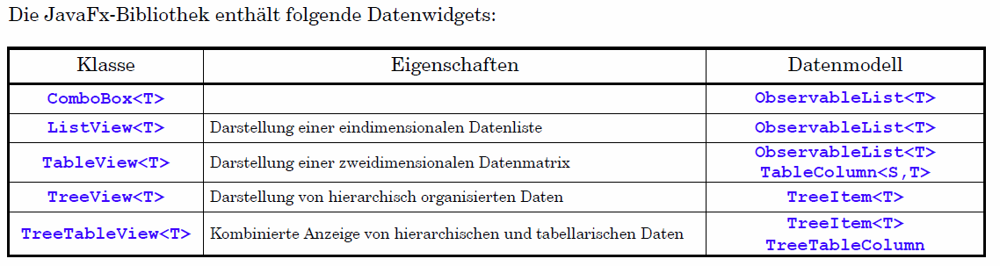 Die JavaFx-Bibliothek enthält folgende Datenwidgets:
Klasse Eigenschaften Datenmodell
ComboBox<T> ObservableList<T>
ListView<T> Darstellung einer eindimensionalen Datenliste ObservableList<T>
TableView<T> Darstellung einer zweidimensionalen Datenmatrix ObservableList<T>
TableColumn<S,T>
TreeView<T> Darstellung von hierarchisch organisierten Daten TreeItem<T>
TreeTableView<T> Kombinierte Anzeige von hierarchischen und tabellarischen Daten TreeItem<T>
TreeTableColumn